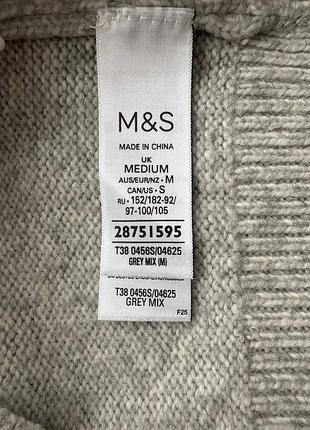 M&S
MADE IN CHINA
UK
MEDIUM
AUS/EUR/NZ - M
CAN/US - S
RU - 152/182-92/
97-100/105
28751595
T38 0456S/04625
GREY MIX (M)
T38 0456S/04625
GREY MIX
F25